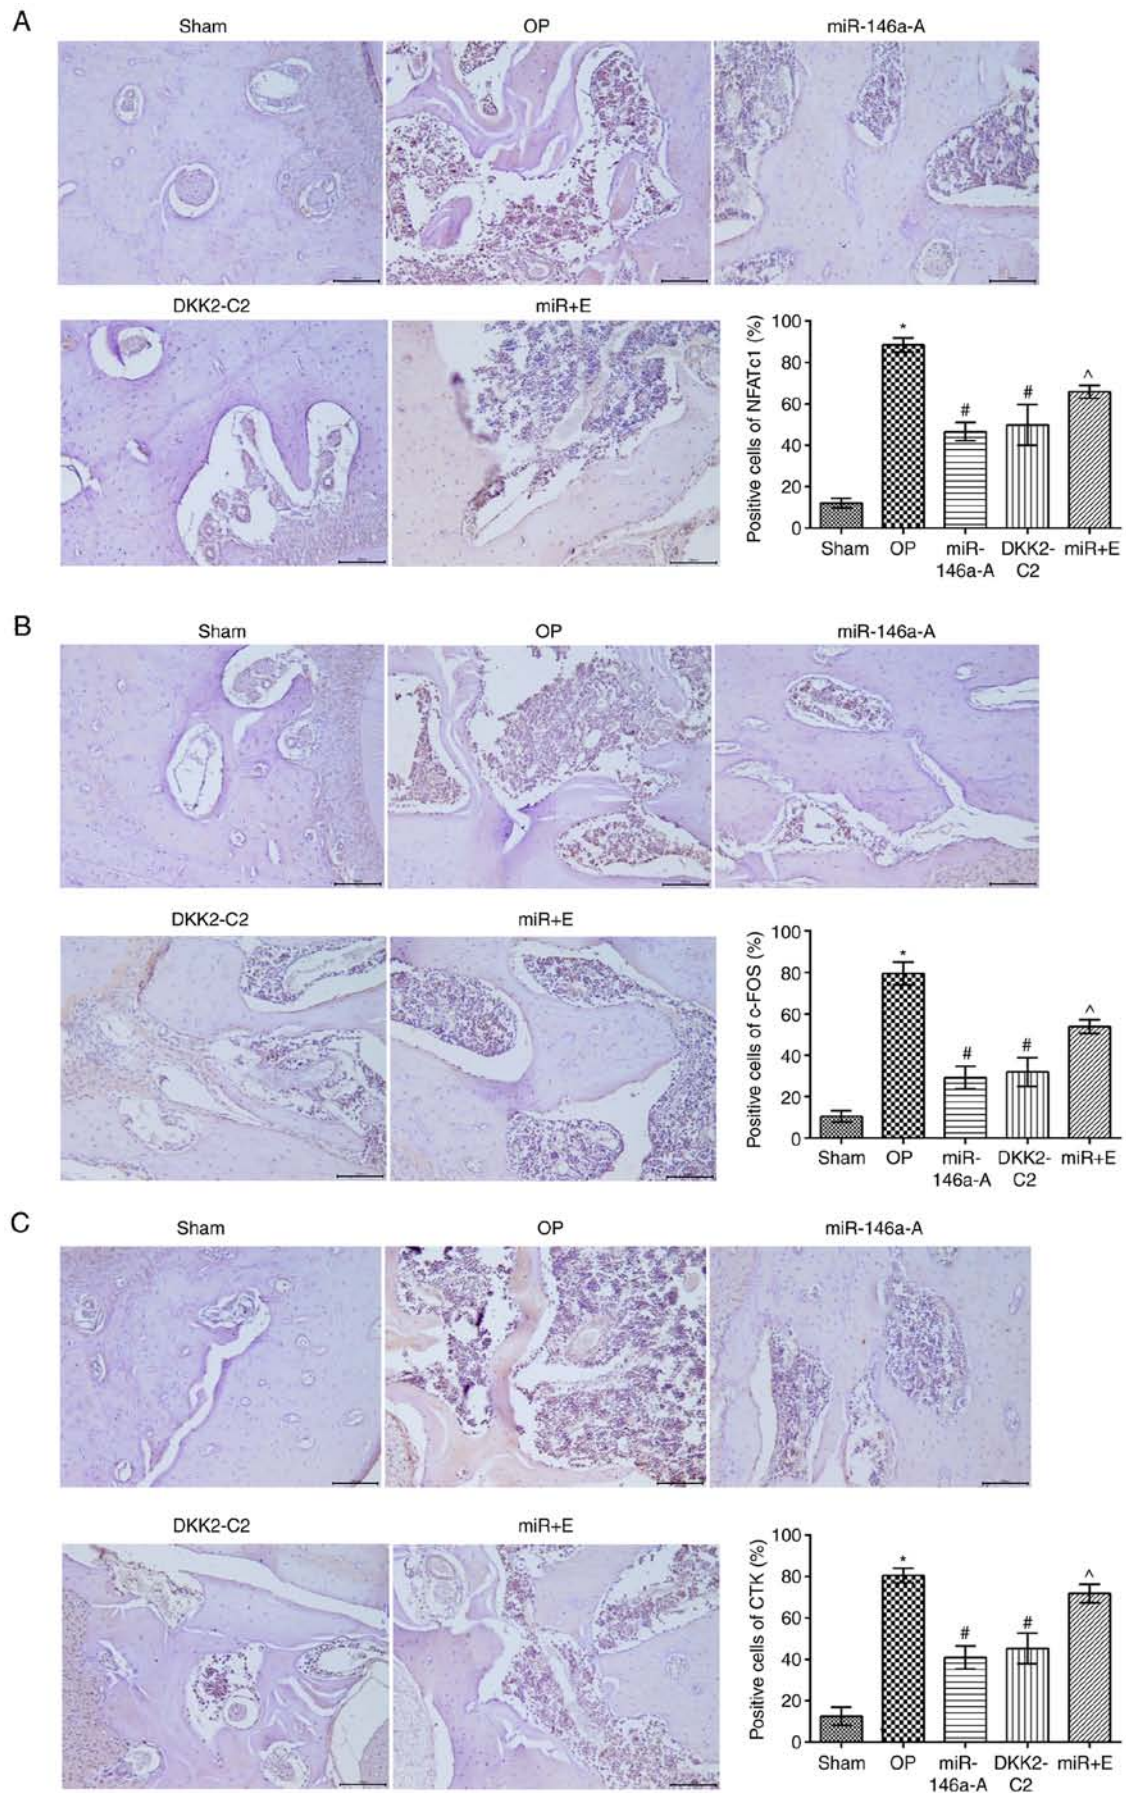 A
Sham
OP
miR-146a-A
DKK2-C2
miR+E
Positive cells of NFATc1 (%)
100
80
60
40
20
0
*
#
#
^
Sham
OP
miR-
146a-A
DKK2-
C2
miR+E
B
Sham
OP
miR-146a-A
DKK2-C2
miR+E
Positive cells of c-FOS (%)
100
80
60
40
20
0
*
#
#
^
Sham
OP
miR-
146a-A
DKK2-
C2
miR+E
C
Sham
OP
miR-146a-A
DKK2-C2
miR+E
Positive cells of CTK (%)
100
80
60
40
20
0
*
#
#
^
Sham
OP
miR-
146a-A
DKK2-
C2
miR+E